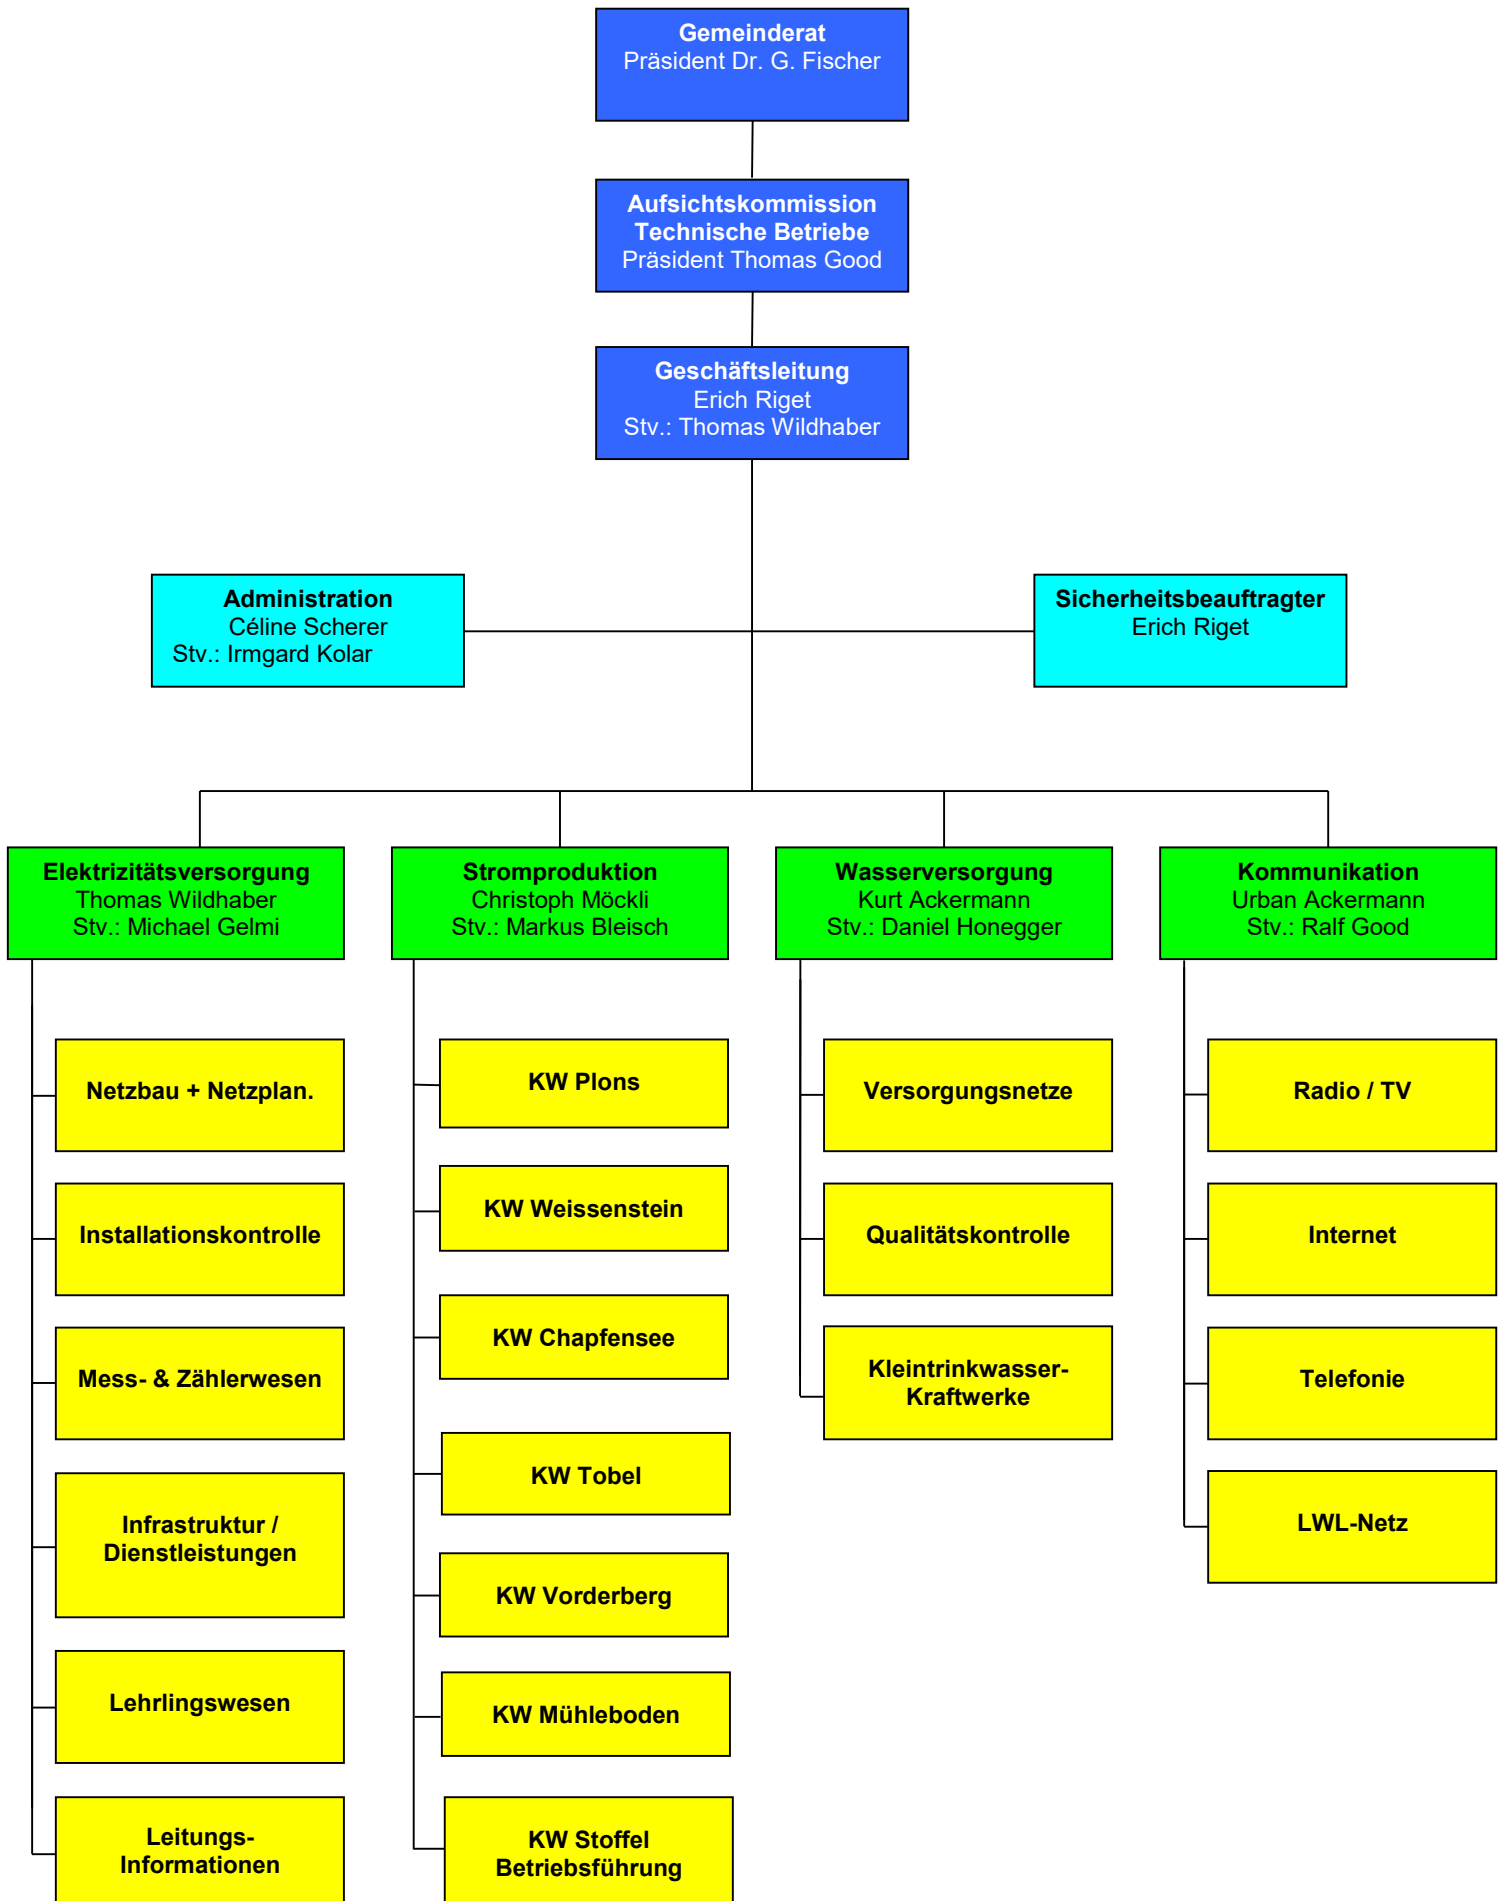 Gemeinderat
Präsident Dr. G. Fischer
Aufsichtskommission
Technische Betriebe
Präsident Thomas Good
Geschäftsleitung
Erich Riget
Stv.: Thomas Wildhaber
Administration
Céline Scherer
Stv.: Irmgard Kolar
Sicherheitsbeauftragter
Erich Riget
Elektrizitätsversorgung
Thomas Wildhaber
Stv.: Michael Gelmi
Stromproduktion
Christoph Möckli
Stv.: Markus Bleisch
Wasserversorgung
Kurt Ackermann
Stv.: Daniel Honegger
Kommunikation
Urban Ackermann
Stv.: Ralf Good
Netzbau + Netzplan.
Installationskontrolle
Mess- & Zählerwesen
Infrastruktur /
Dienstleistungen
Lehrlingswesen
Leitungs-
Informationen
KW Plons
KW Weissenstein
KW Chapfensee
KW Tobel
KW Vorderberg
KW Mühleboden
KW Stoffel
Betriebsführung
Versorgungsnetze
Qualitätskontrolle
Kleintrinkwasser-
Kraftwerke
Radio / TV
Internet
Telefonie
LWL-Netz